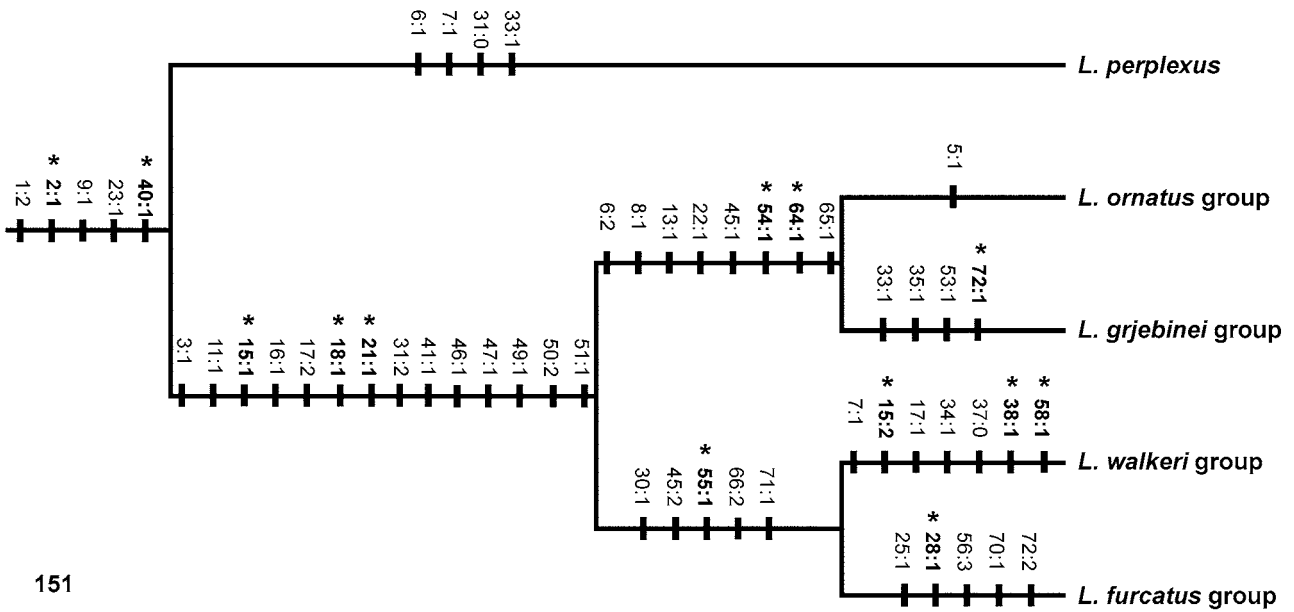 6:1 7:1 31:0 33:1
L. perplexus
1:2 * 2:1 9:1 23:1 * 40:1
5:1
L. ornatus group
6:2 8:1 13:1 22:1 45:1 * 54:1 * 64:1 65:1
33:1 35:1 53:1 * 72:1
L. grjebinei group
3:1 11:1 * 15:1 16:1 17:2 * 18:1 * 21:1 31:2 41:1 46:1 47:1 49:1 50:2 51:1
7:1 * 15:2 17:1 34:1 37:0 * 38:1 * 58:1
L. walkeri group
30:1 45:2 * 55:1 66:2 71:1
25:1 * 28:1 56:3 70:1 72:2
L. furcatus group
151